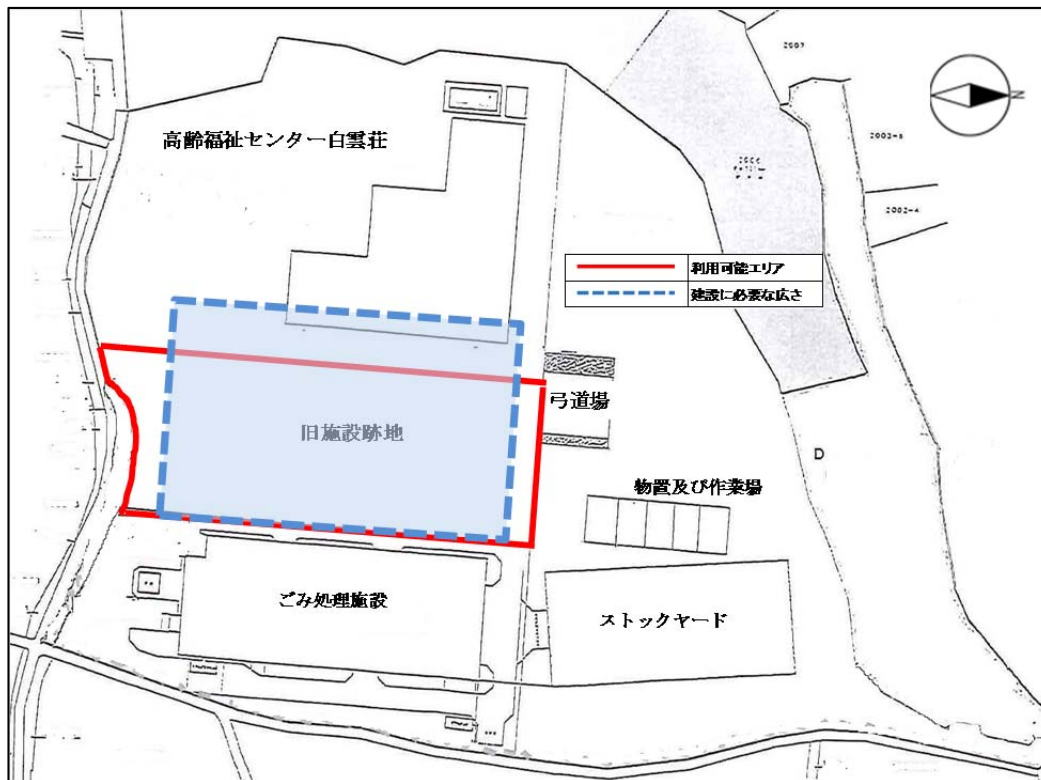 2007
N
高齢福祉センター白雲荘
2003-8
2006
2002-4
利用可能エリア
建設に必要な広さ
弓道場
旧施設跡地
D
物置及び作業場
ごみ処理施設
ストックヤード